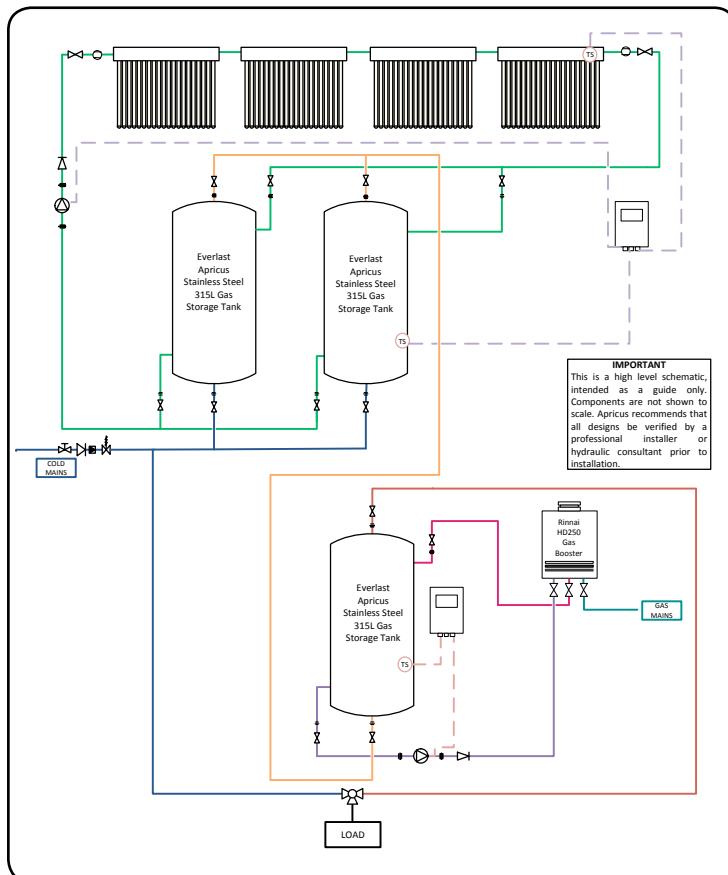 TS
Everlast
Apricus
Stainless Steel
315L Gas
Storage Tank
Everlast
Apricus
Stainless Steel
315L Gas
Storage Tank
TS
IMPORTANT
This is a high level schematic,
intended as a guide only.
Components are not shown to
scale. Apricus recommends that
all designs be verified by a
professional installer or
hydraulic consultant prior to
installation.
COLD
MAINS
Rinnai
HD250
Gas
Booster
Everlast
Apricus
Stainless Steel
315L Gas
Storage Tank
GAS
MAINS
TS
LOAD